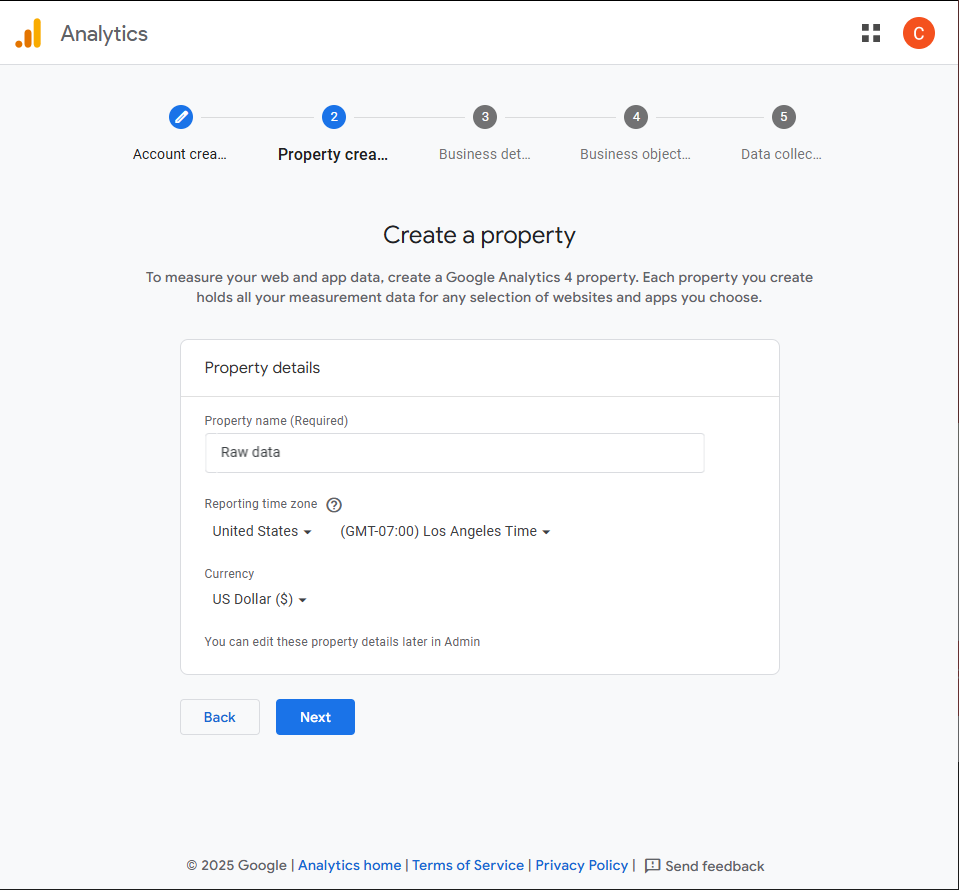 Analytics
C
2 3 4 5
Account crea... Property crea... Business det... Business object... Data collec...
Create a property
To measure your web and app data, create a Google Analytics 4 property. Each property you create
holds all your measurement data for any selection of websites and apps you choose.
Property details
Property name (Required)
Raw data
Reporting time zone ?
United States (GMT-07:00) Los Angeles Time
Currency
US Dollar ($)
You can edit these property details later in Admin
Back Next
© 2025 Google | Analytics home | Terms of Service | Privacy Policy | Send feedback